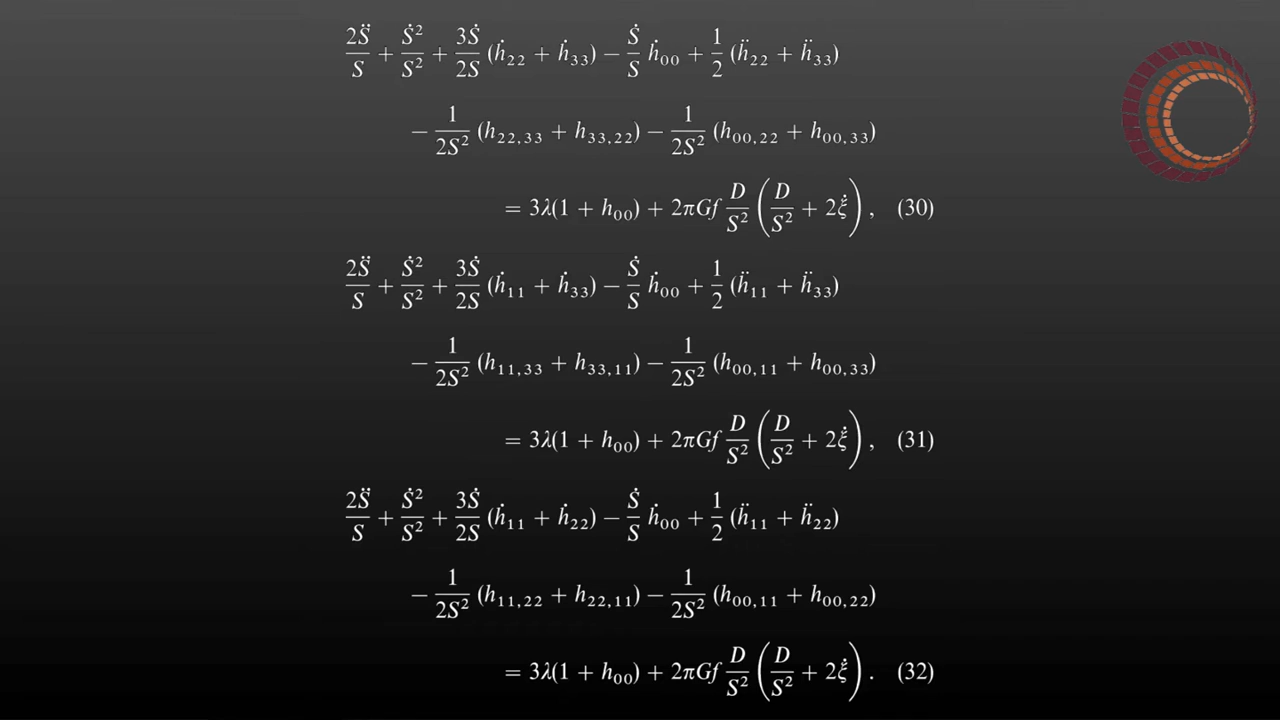 2S̈/S + Ṡ²/S² + 3Ṡ/2S (ḣ₂₂ + ḣ₃₃) − Ṡ/S ḣ₀₀ + 1/2 (ḧ₂₂ + ḧ₃₃)
− 1/2S² (h₂₂,₃₃ + h₃₃,₂₂) − 1/2S² (h₀₀,₂₂ + h₀₀,₃₃)
= 3λ(1 + h₀₀) + 2πGf D/S² (D/S² + 2ξ̇), (30)
2S̈/S + Ṡ²/S² + 3Ṡ/2S (ḣ₁₁ + ḣ₃₃) − Ṡ/S ḣ₀₀ + 1/2 (ḧ₁₁ + ḧ₃₃)
− 1/2S² (h₁₁,₃₃ + h₃₃,₁₁) − 1/2S² (h₀₀,₁₁ + h₀₀,₃₃)
= 3λ(1 + h₀₀) + 2πGf D/S² (D/S² + 2ξ̇), (31)
2S̈/S + Ṡ²/S² + 3Ṡ/2S (ḣ₁₁ + ḣ₂₂) − Ṡ/S ḣ₀₀ + 1/2 (ḧ₁₁ + ḧ₂₂)
− 1/2S² (h₁₁,₂₂ + h₂₂,₁₁) − 1/2S² (h₀₀,₁₁ + h₀₀,₂₂)
= 3λ(1 + h₀₀) + 2πGf D/S² (D/S² + 2ξ̇). (32)